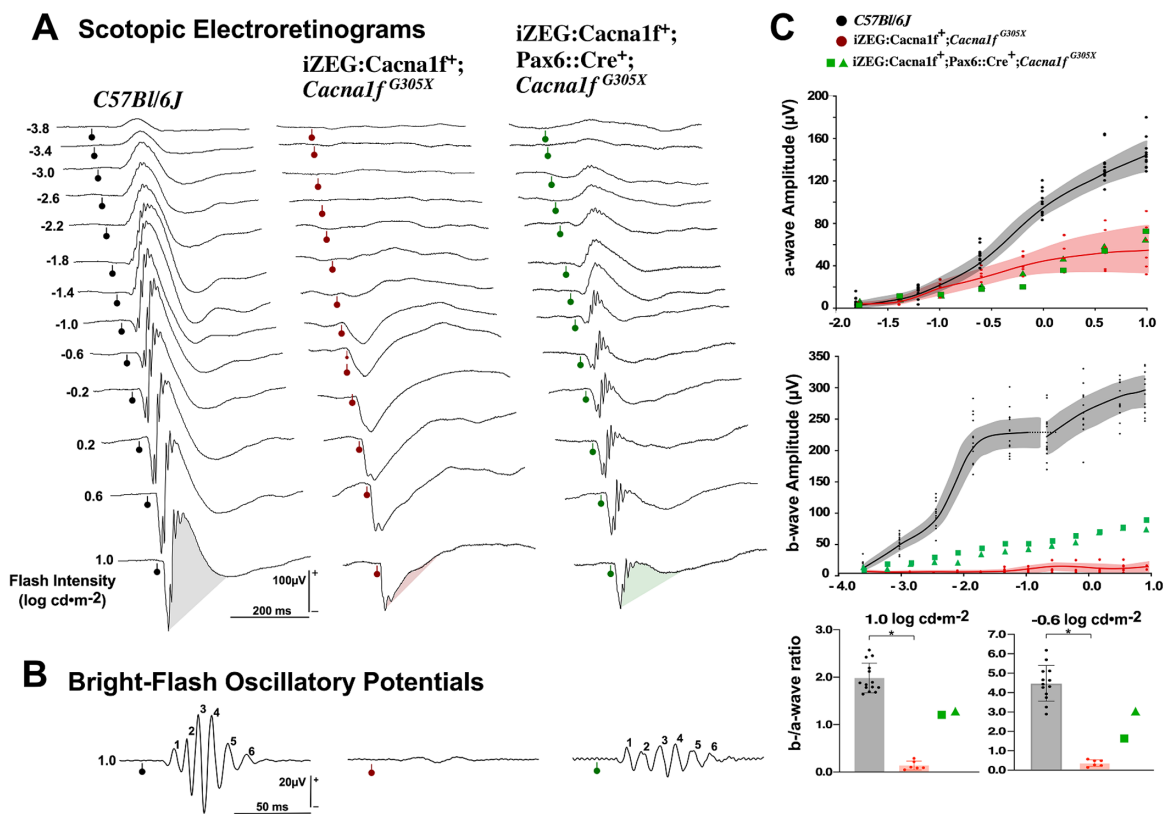 A Scotopic Electroretinograms
C57Bl/6J
iZEG:Cacna1f+;
Cacna1f G305X
iZEG:Cacna1f+;
Pax6::Cre+;
Cacna1f G305X
-3.8
-3.4
-3.0
-2.6
-2.2
-1.8
-1.4
-1.0
-0.6
-0.2
0.2
0.6
1.0
Flash Intensity
(log cd•m-2)
100µV
+
–
200 ms
B Bright-Flash Oscillatory Potentials
1.0
1 2 3 4 5 6
20µV
+
–
50 ms
1 2 3 4 5 6
C
C57Bl/6J
iZEG:Cacna1f+;Cacna1f G305X
iZEG:Cacna1f+;Pax6::Cre+;Cacna1f G305X
a-wave Amplitude (µV)
200
160
120
80
40
0
-2.0 -1.5 -1.0 -0.5 0.0 0.5 1.0
b-wave Amplitude (µV)
350
300
250
200
150
100
50
0
-4.0 -3.0 -2.0 -1.0 0.0 1.0
b-/a-wave ratio
1.0 log cd•m-2
3.0
2.0
1.0
0.0
*
-0.6 log cd•m-2
7.0
6.0
5.0
4.0
3.0
2.0
1.0
0.0
*